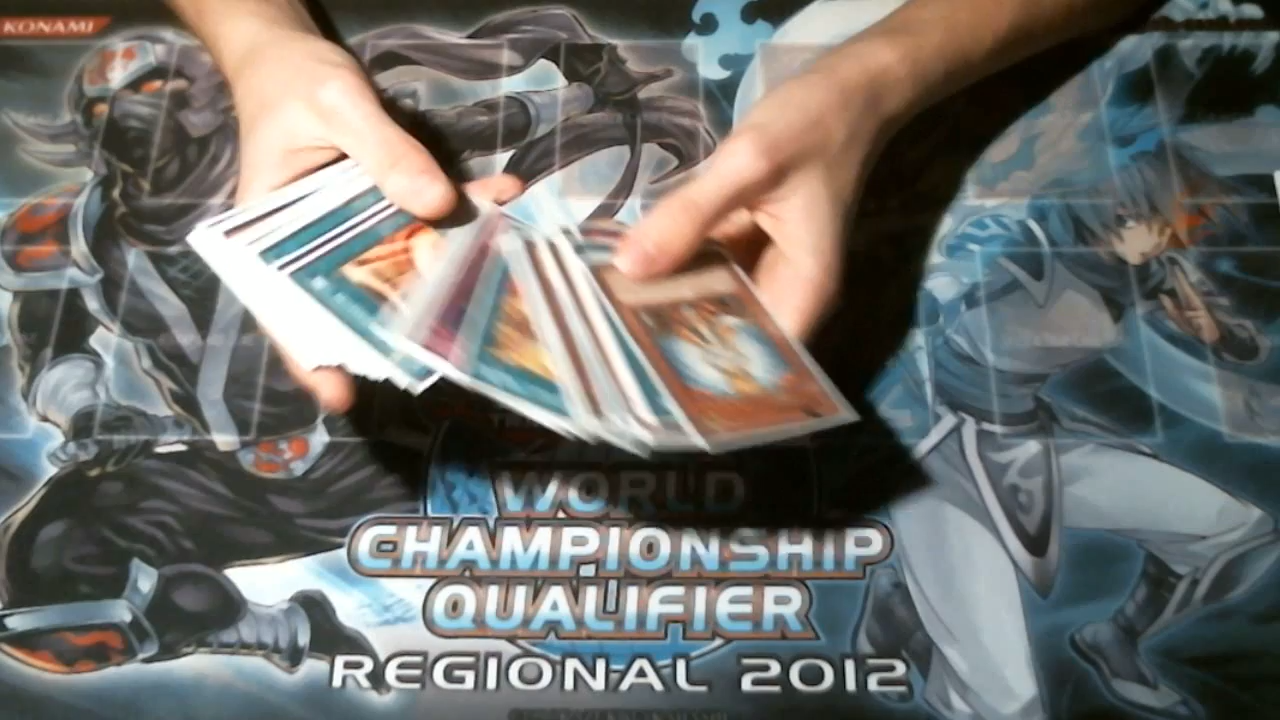 KONAMI
WORLD
CHAMPIONSHIP
QUALIFIER
REGIONAL 2012